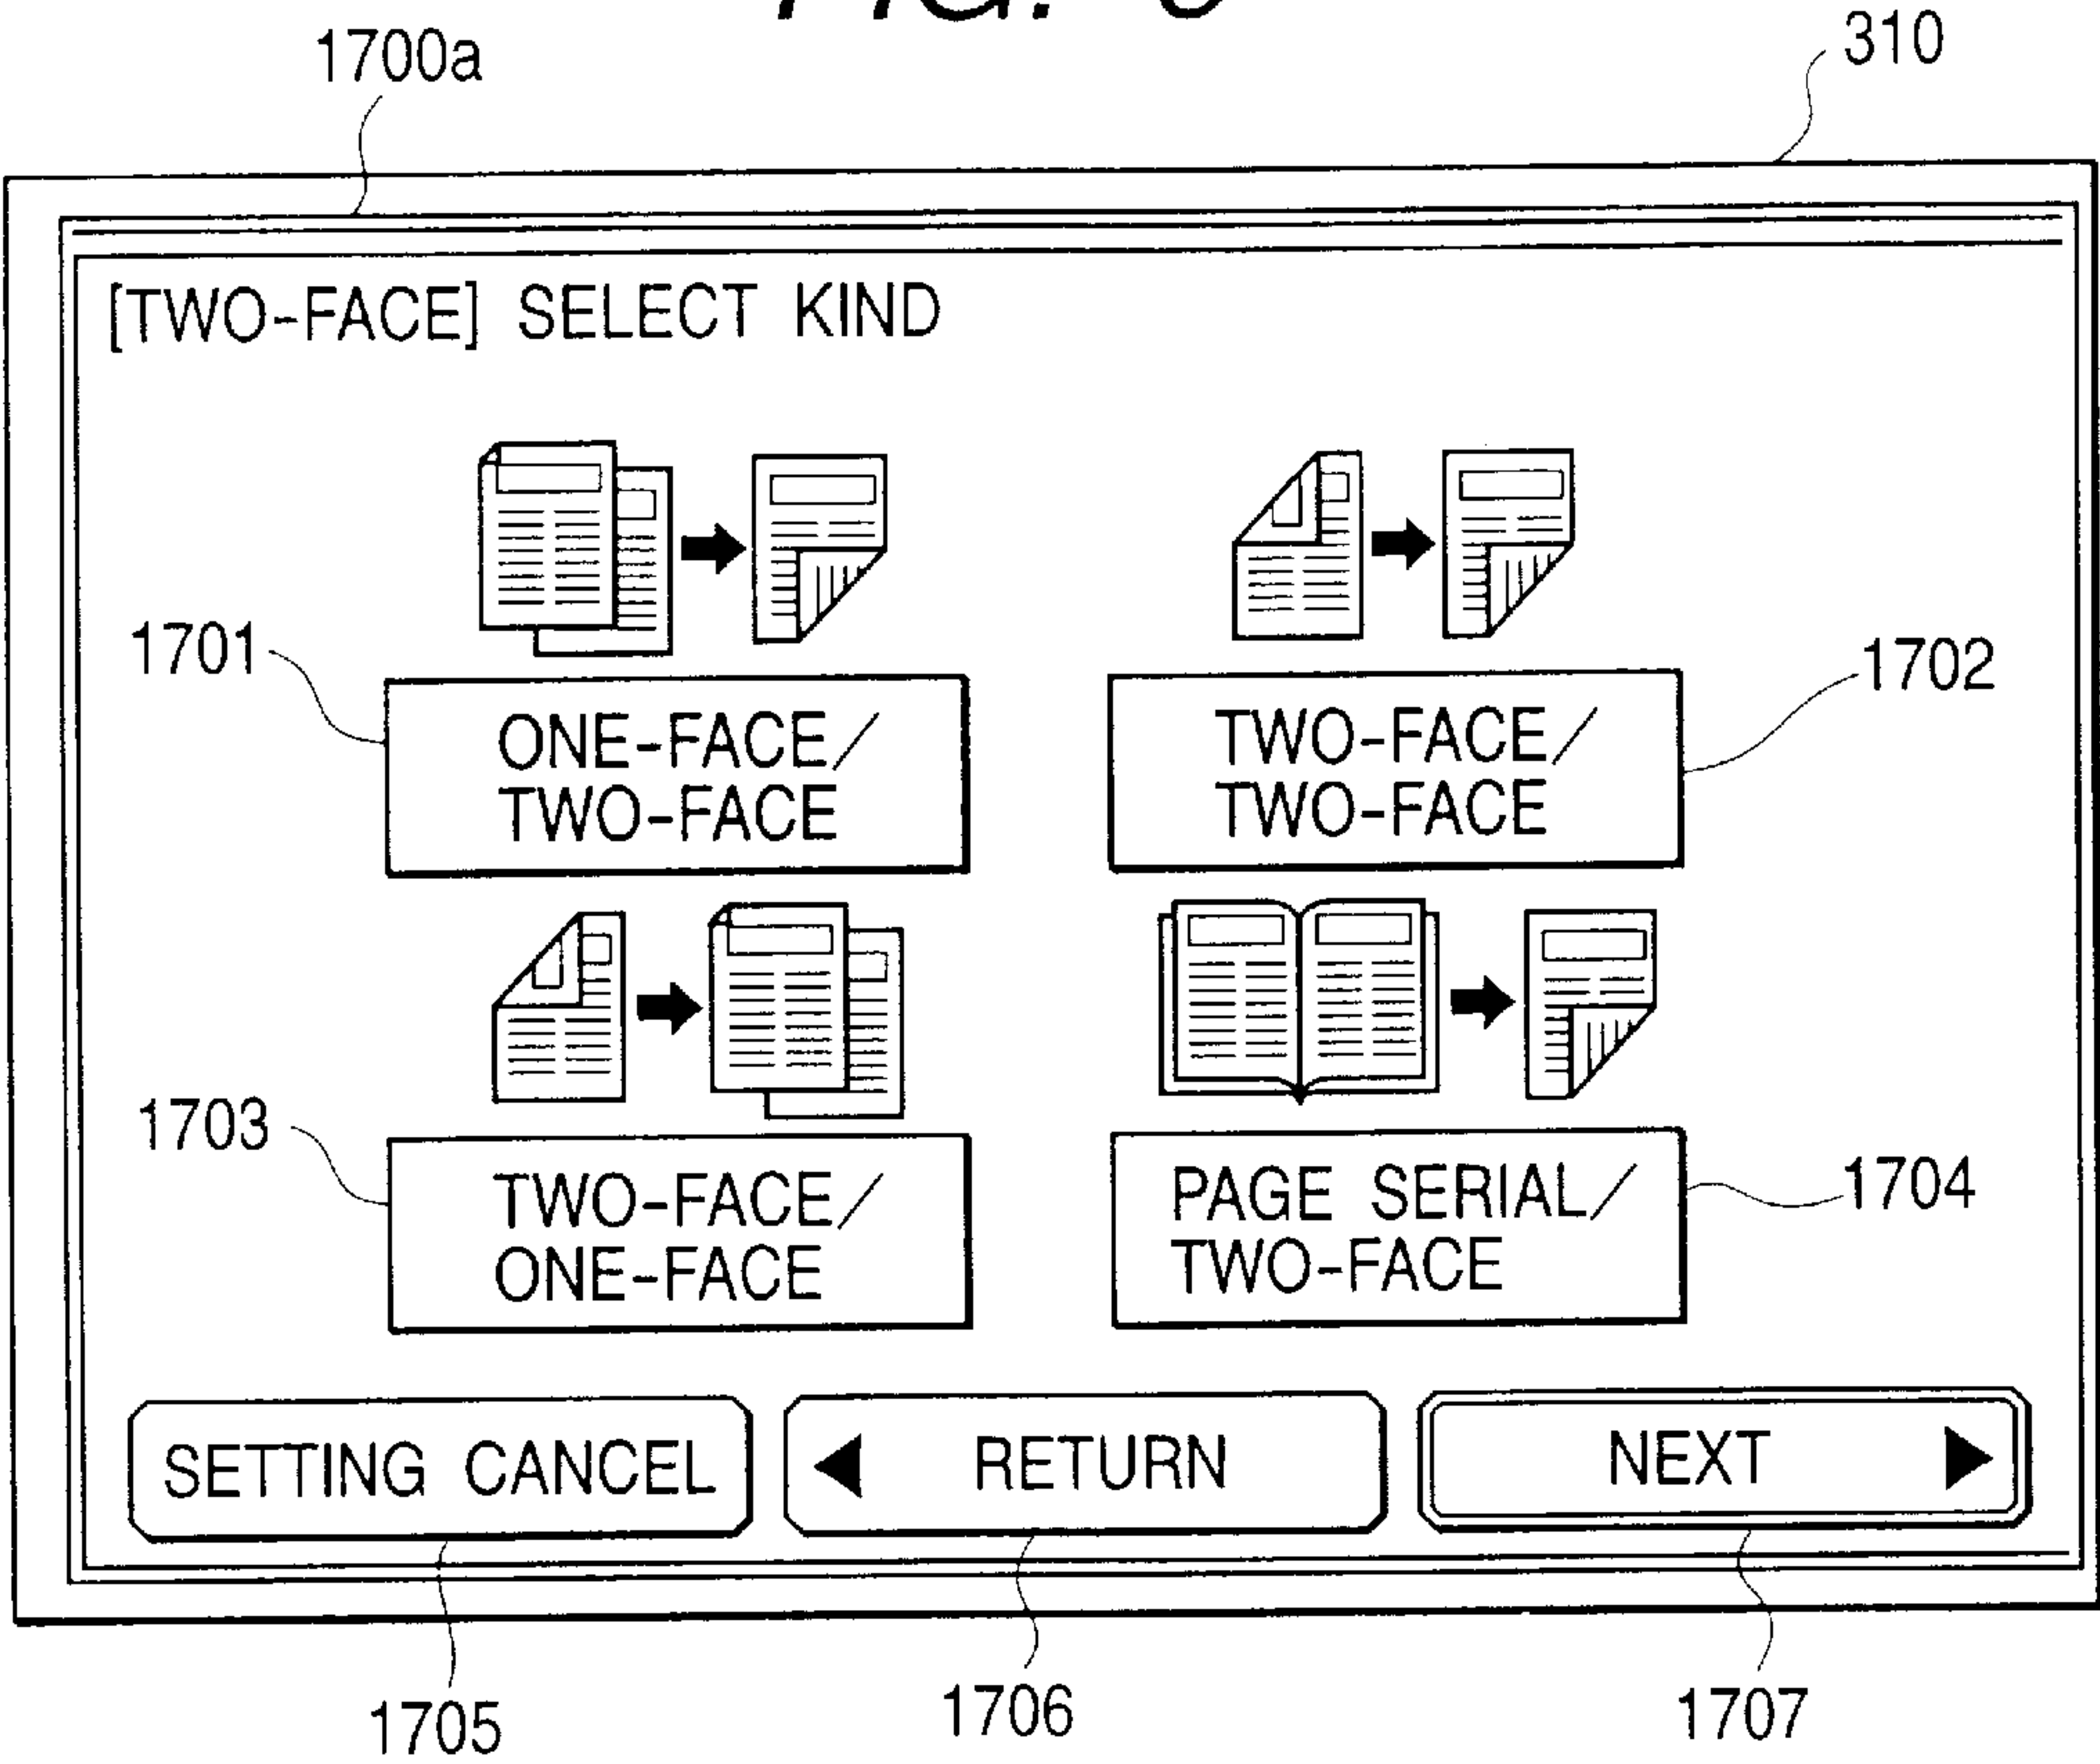 1700a
310
[TWO-FACE] SELECT KIND
1701
1702
ONE-FACE/
TWO-FACE
TWO-FACE/
TWO-FACE
1703
1704
TWO-FACE/
ONE-FACE
PAGE SERIAL/
TWO-FACE
SETTING CANCEL
RETURN
NEXT
1705
1706
1707